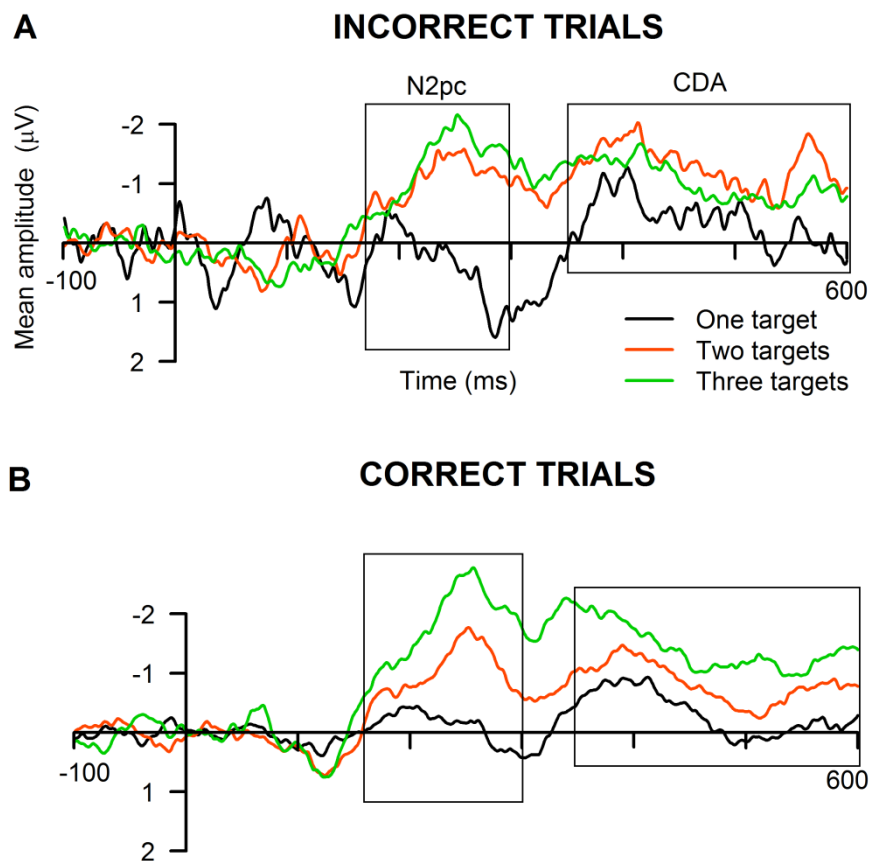 A
INCORRECT TRIALS
N2pc
CDA
-2
-1
1
2
Mean amplitude (µV)
-100
600
One target
Two targets
Three targets
Time (ms)
B
CORRECT TRIALS
-2
-1
1
2
-100
600